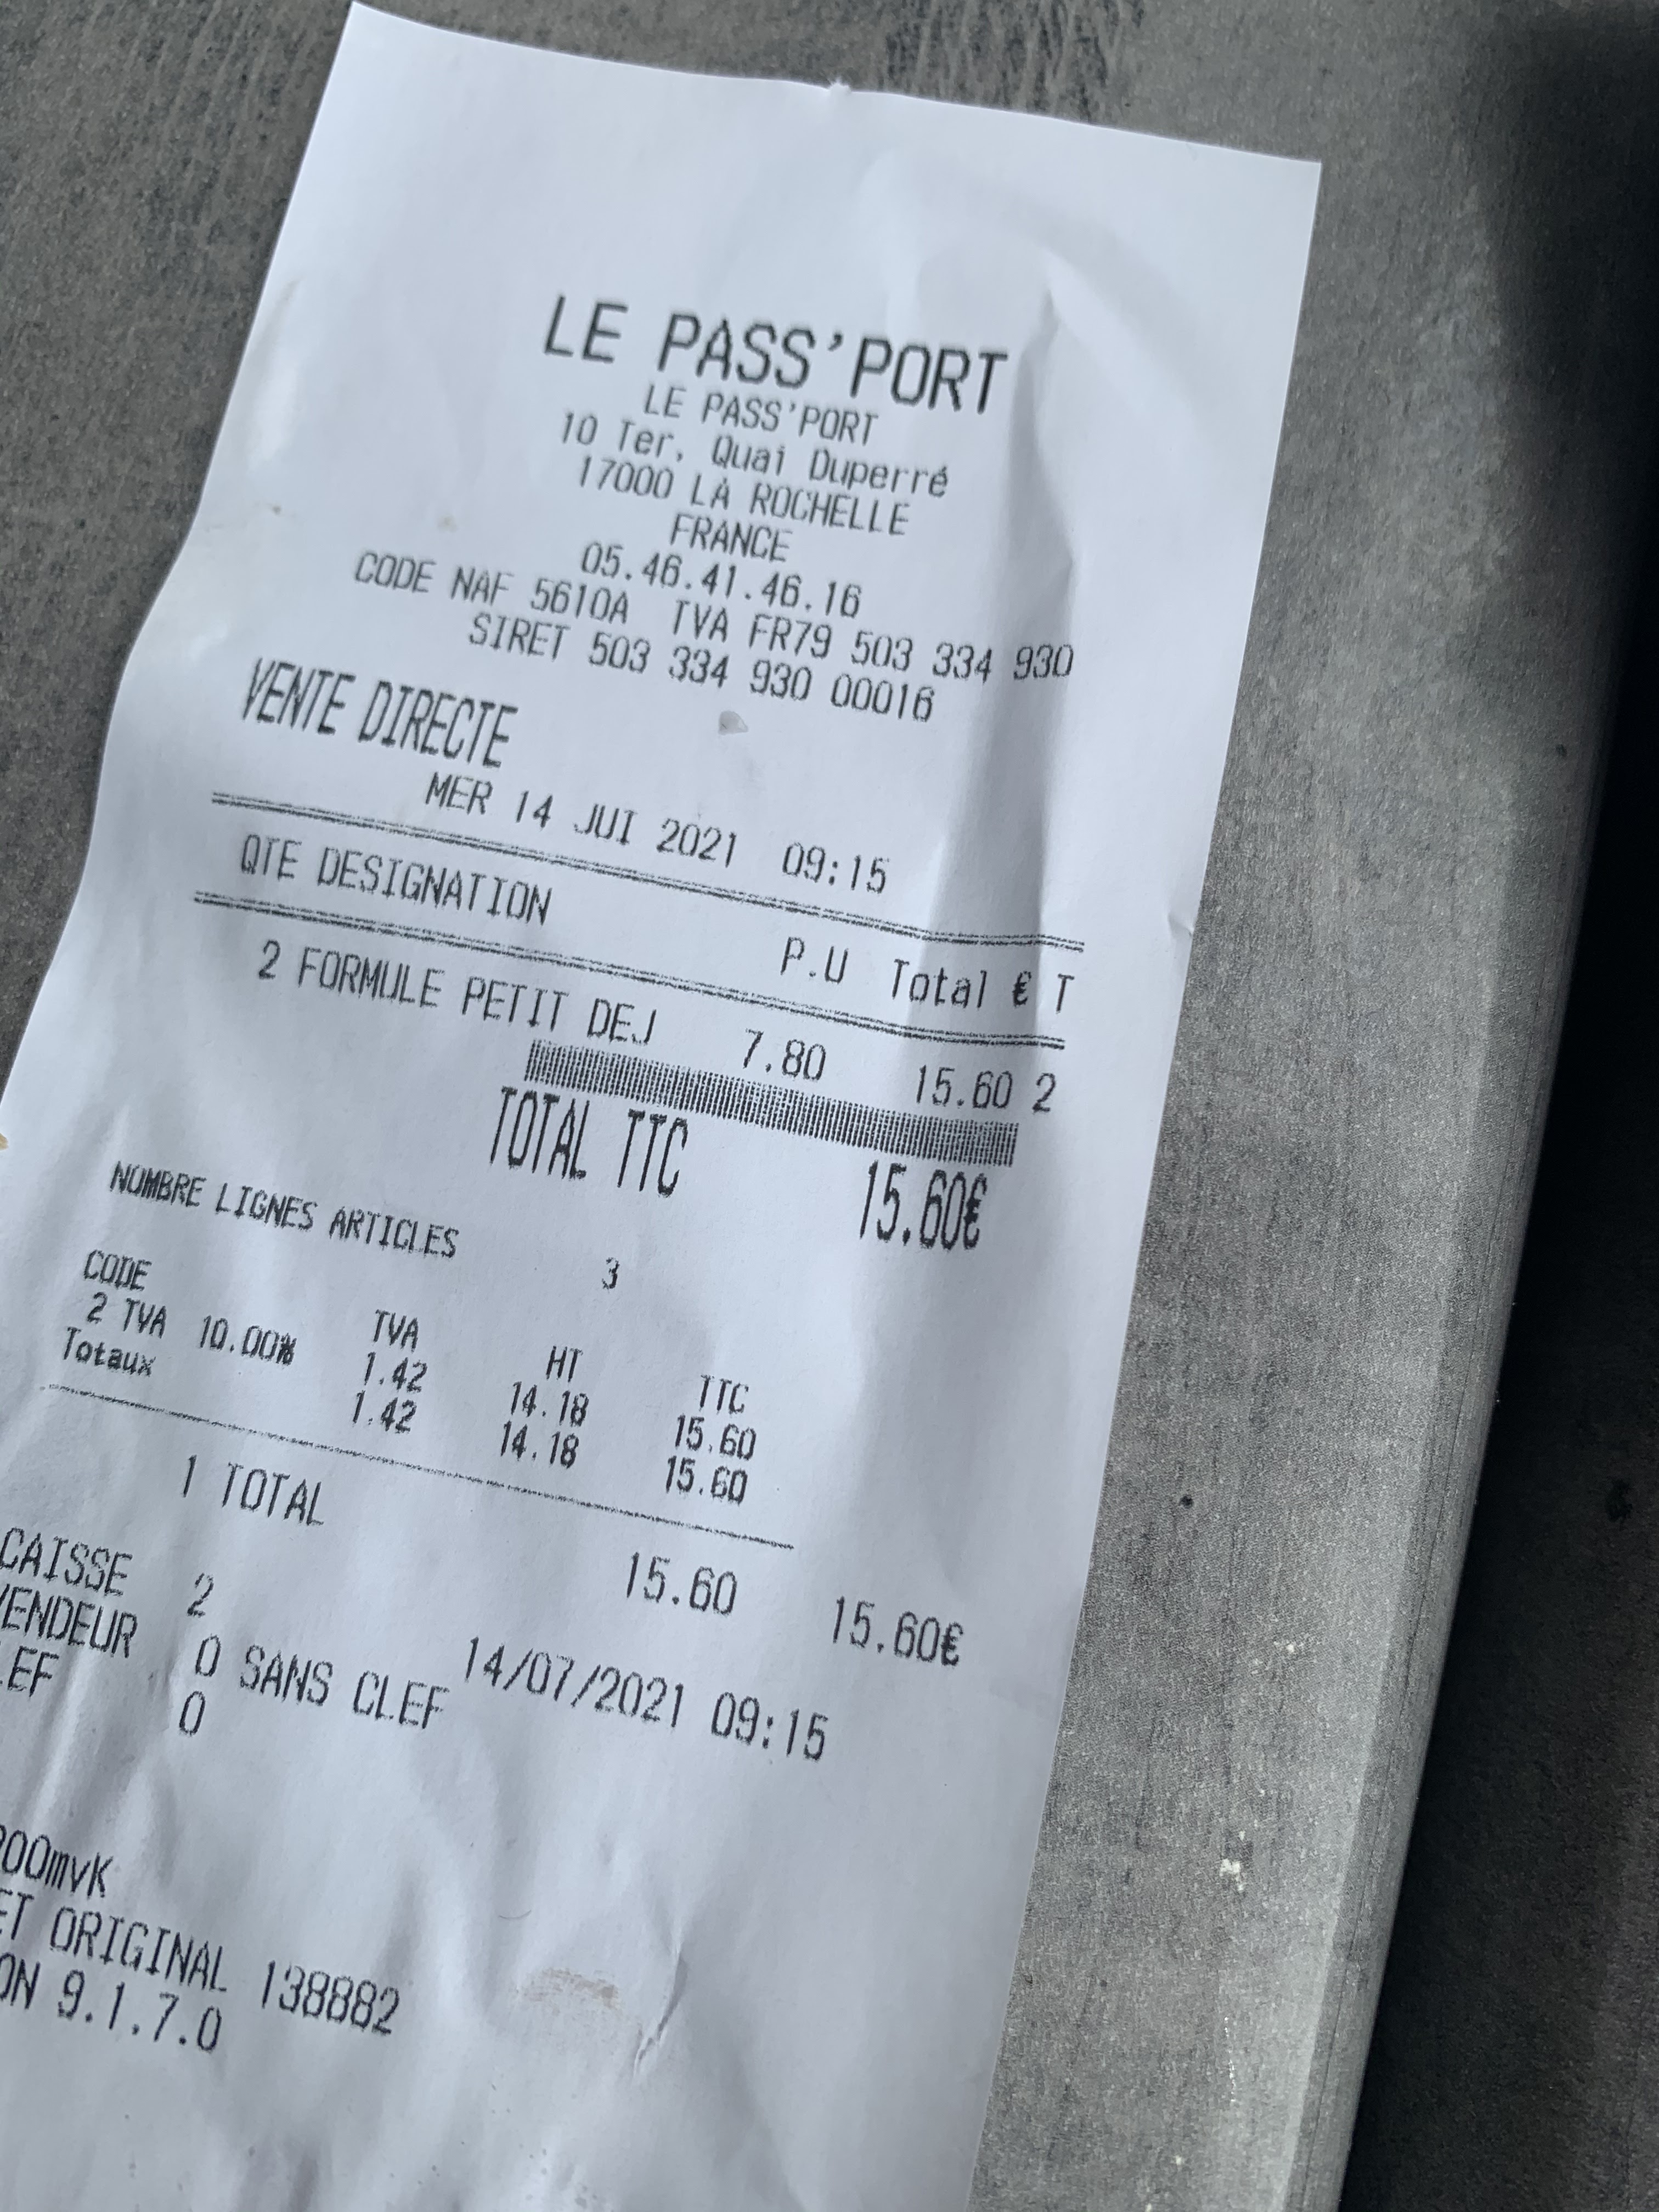 LE PASS'PORT
LE PASS'PORT
10 Ter, Quai Duperré
17000 LA ROCHELLE
FRANCE
05.46.41.46.16
CODE NAF 5610A TVA FR79 503 334 930
SIRET 503 334 930 00016
VENTE DIRECTE
MER 14 JUI 2021 09:15
QTE DESIGNATION P.U Total € T
2 FORMULE PETIT DEJ 7.80 15.60 2
TOTAL TTC 15.60€
NOMBRE LIGNES ARTICLES 3
CODE TVA HT TTC
2 TVA 10.00% 1.42 14.18 15.60
Totaux 1.42 14.18 15.60
1 TOTAL 15.60 15.60€
CAISSE 2 14/07/2021 09:15
VENDEUR 0 SANS CLEF
LEF 0
00mvK
ET ORIGINAL 138882
ON 9.1.7.0